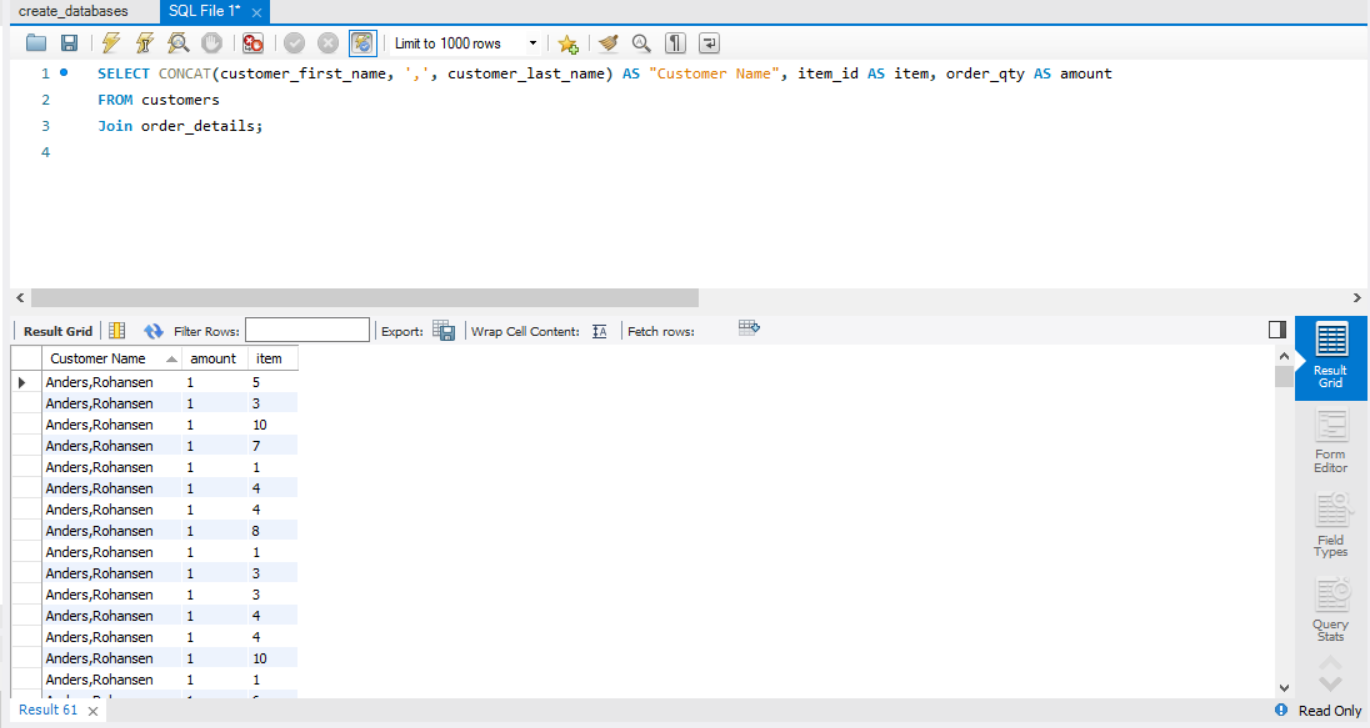 create_databases SQL File 1*
Limit to 1000 rows
1 SELECT CONCAT(customer_first_name, ',', customer_last_name) AS "Customer Name", item_id AS item, order_qty AS amount
2 FROM customers
3 Join order_details;
4
Result Grid Filter Rows: Export: Wrap Cell Content: Fetch rows:
Customer Name amount item
Anders,Rohansen 1 5
Anders,Rohansen 1 3
Anders,Rohansen 1 10
Anders,Rohansen 1 7
Anders,Rohansen 1 1
Anders,Rohansen 1 4
Anders,Rohansen 1 4
Anders,Rohansen 1 8
Anders,Rohansen 1 1
Anders,Rohansen 1 3
Anders,Rohansen 1 3
Anders,Rohansen 1 4
Anders,Rohansen 1 4
Anders,Rohansen 1 10
Anders,Rohansen 1 1
Result
Grid
Form
Editor
Field
Types
Query
Stats
Result 61
Read Only